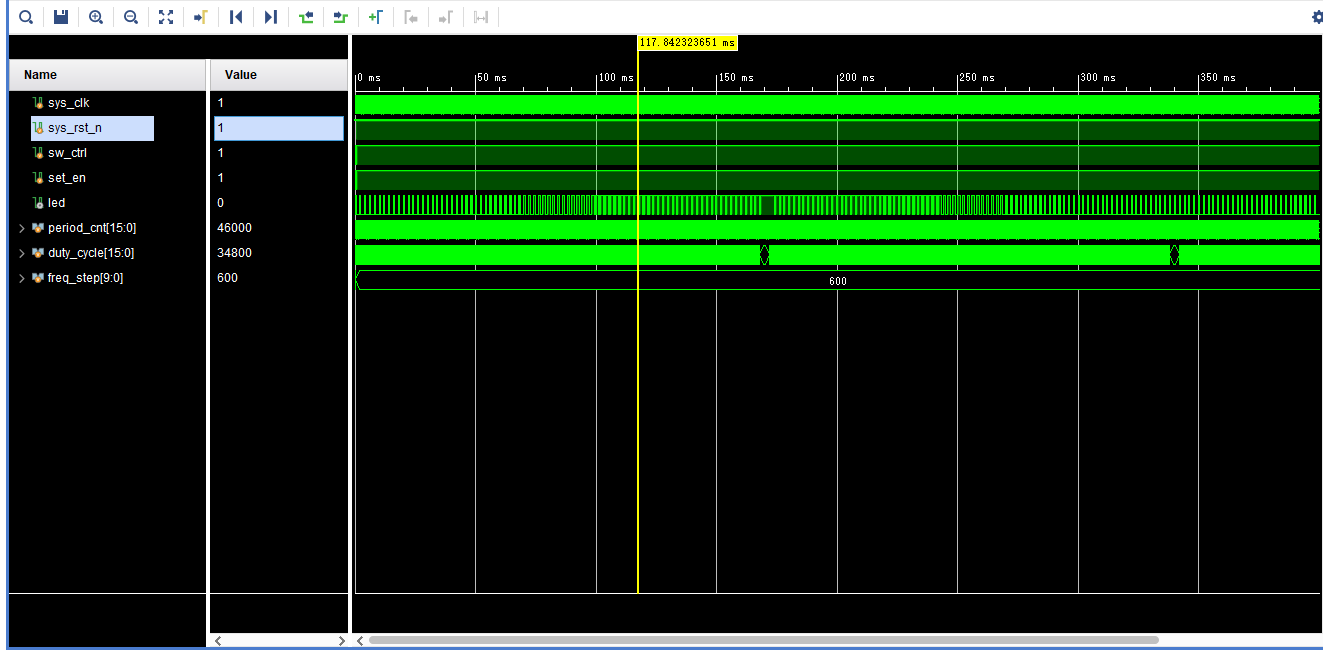 117.842323651 ms
Name Value
0 ms 50 ms 100 ms 150 ms 200 ms 250 ms 300 ms 350 ms
sys_clk 1
sys_rst_n 1
sw_ctrl 1
set_en 1
led 0
period_cnt[15:0] 46000
duty_cycle[15:0] 34800
freq_step[9:0] 600 600